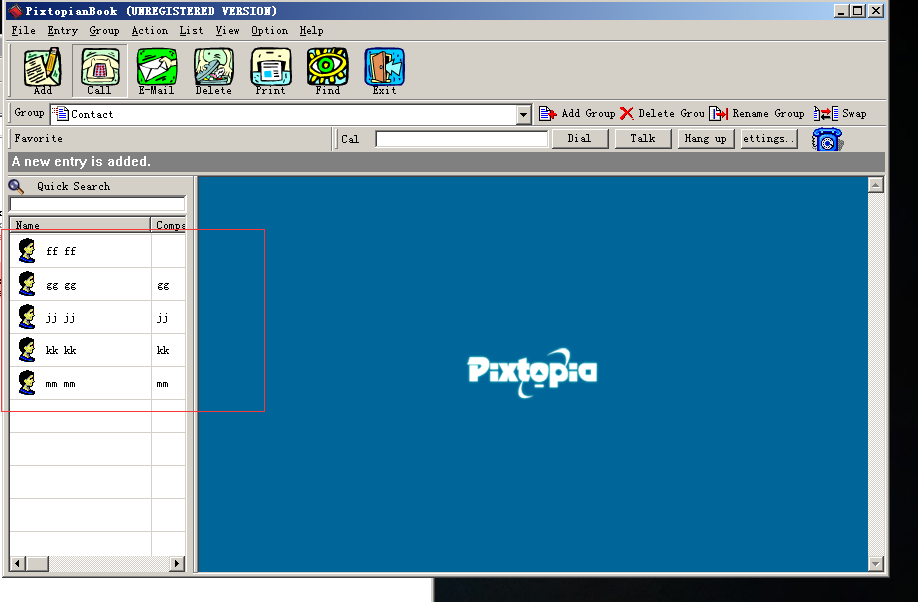 PixtopianBook (UNREGISTERED VERSION)
File Entry Group Action List View Option Help
Add Call E-Mail Delete Print Find Exit
Group Contact Add Group Delete Grou Rename Group Swap
Favorite Cal Dial Talk Hang up ettings..
A new entry is added.
Quick Search
Name Compa
ff ff
gg gg gg
jj jj jj
kk kk kk
mm mm mm
Pixtopia